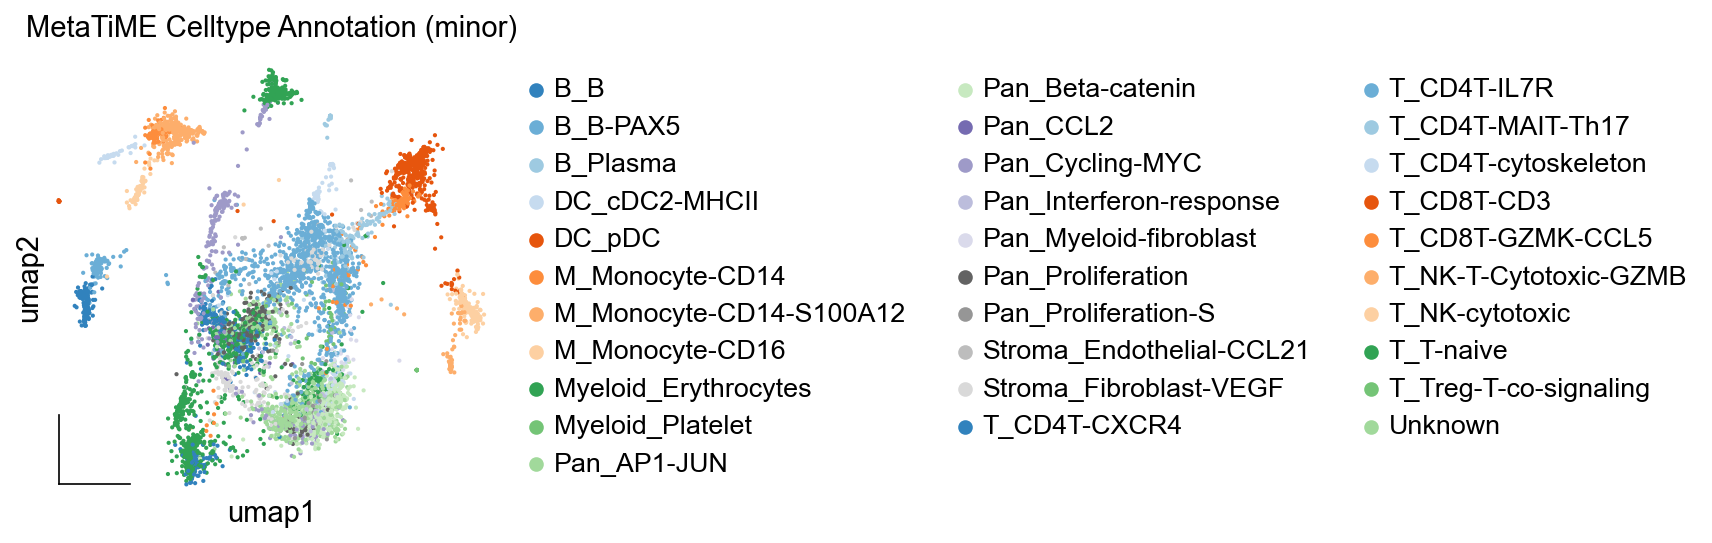 MetaTiME Celltype Annotation (minor)
B_B
B_B-PAX5
B_Plasma
DC_cDC2-MHCII
DC_pDC
M_Monocyte-CD14
M_Monocyte-CD14-S100A12
M_Monocyte-CD16
Myeloid_Erythrocytes
Myeloid_Platelet
Pan_AP1-JUN
Pan_Beta-catenin
Pan_CCL2
Pan_Cycling-MYC
Pan_Interferon-response
Pan_Myeloid-fibroblast
Pan_Proliferation
Pan_Proliferation-S
Stroma_Endothelial-CCL21
Stroma_Fibroblast-VEGF
T_CD4T-CXCR4
T_CD4T-IL7R
T_CD4T-MAIT-Th17
T_CD4T-cytoskeleton
T_CD8T-CD3
T_CD8T-GZMK-CCL5
T_NK-T-Cytotoxic-GZMB
T_NK-cytotoxic
T_T-naive
T_Treg-T-co-signaling
Unknown
umap2
umap1